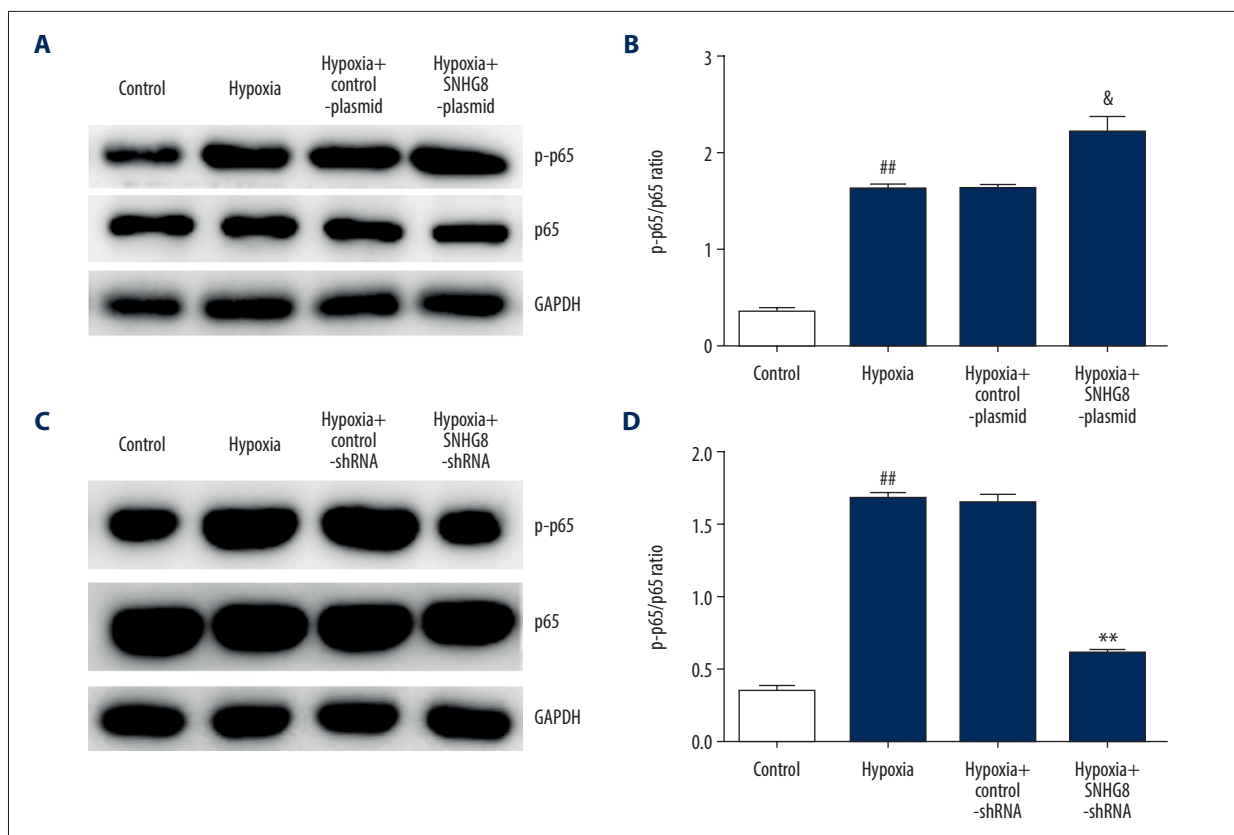 A
Control
Hypoxia
Hypoxia+
control
-plasmid
Hypoxia+
SNHG8
-plasmid
p-p65
p65
GAPDH
B
p-p65/p65 ratio
3
2
1
0
##
&
Control
Hypoxia
Hypoxia+
control
-plasmid
Hypoxia+
SNHG8
-plasmid
C
Control
Hypoxia
Hypoxia+
control
-shRNA
Hypoxia+
SNHG8
-shRNA
p-p65
p65
GAPDH
D
p-p65/p65 ratio
2.0
1.5
1.0
0.5
0.0
##
**
Control
Hypoxia
Hypoxia+
control
-shRNA
Hypoxia+
SNHG8
-shRNA